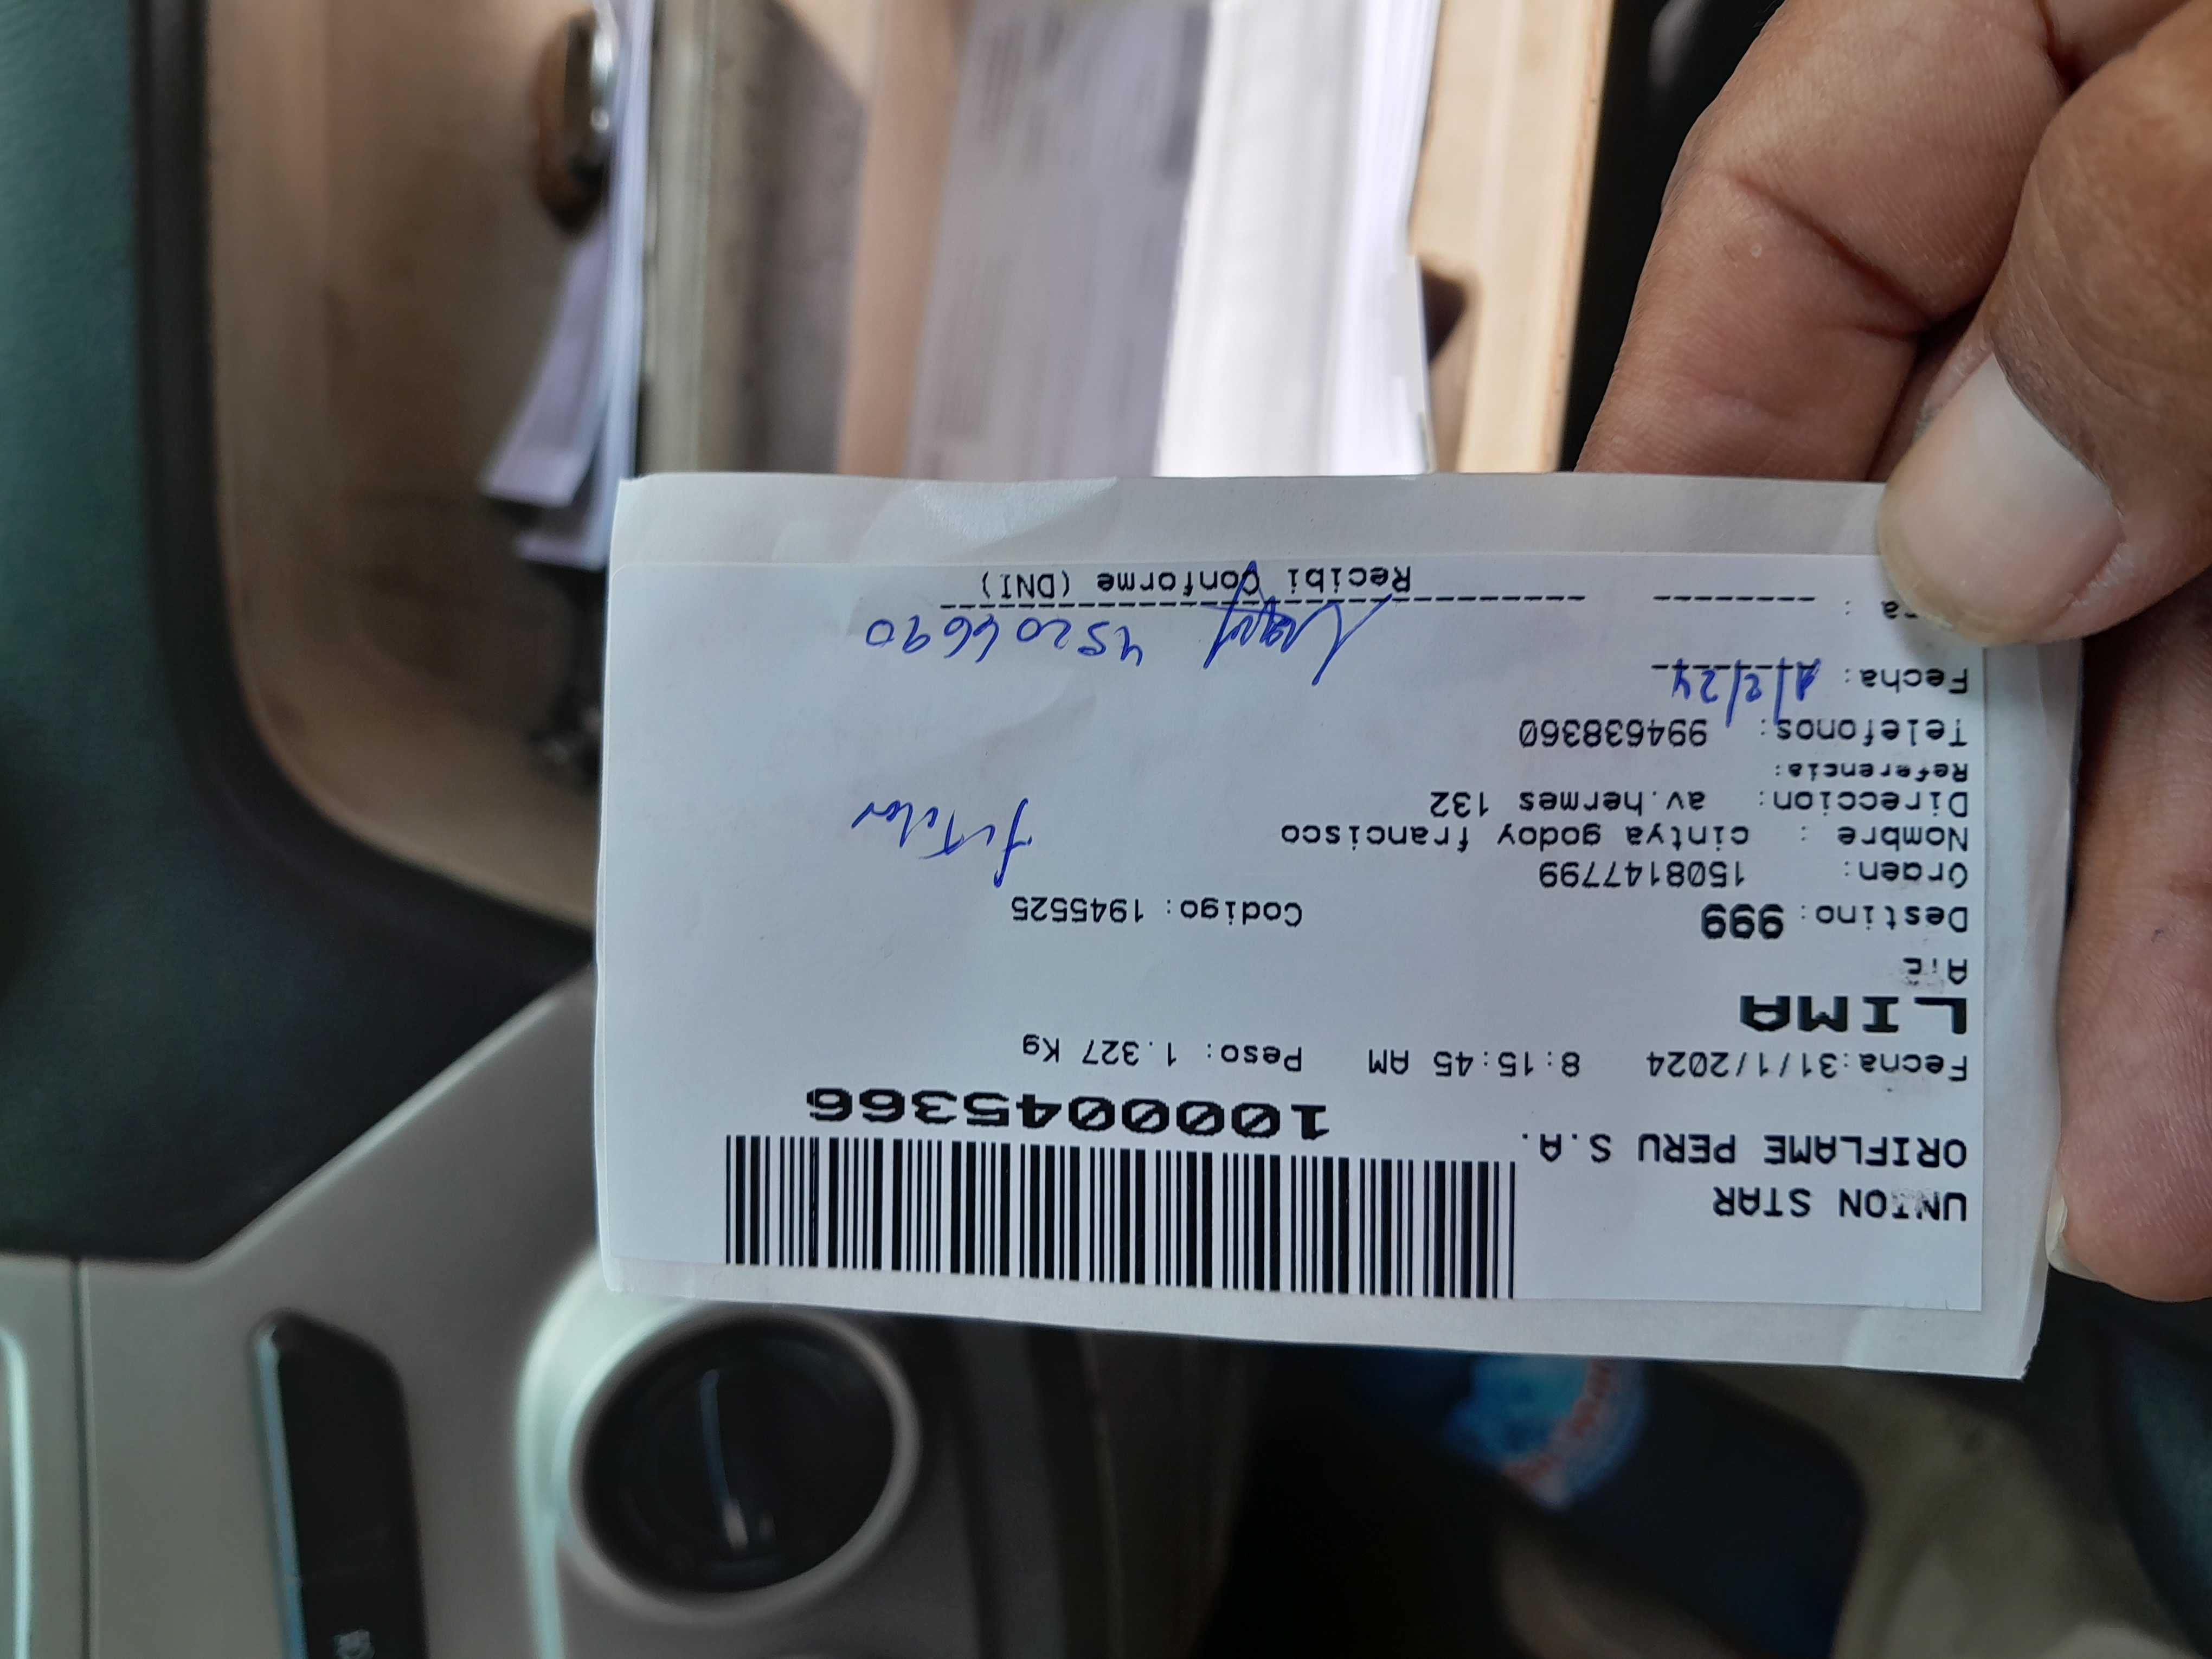 UNION STAR
ORIFLAME PERU S.A.
10000045366
Fecha:31/1/2024 8:15:45 AM Peso: 1.327 Kg
LIMA
ATE
Destino: 999 Codigo: 1945525
Orden: 1508147799
Nombre : cintya godoy francisco
Direccion: av.hermes 132
Referencia:
Telefonos: 994638360
Fecha: 1/2/24
45206690
Recibi Conforme (DNI)